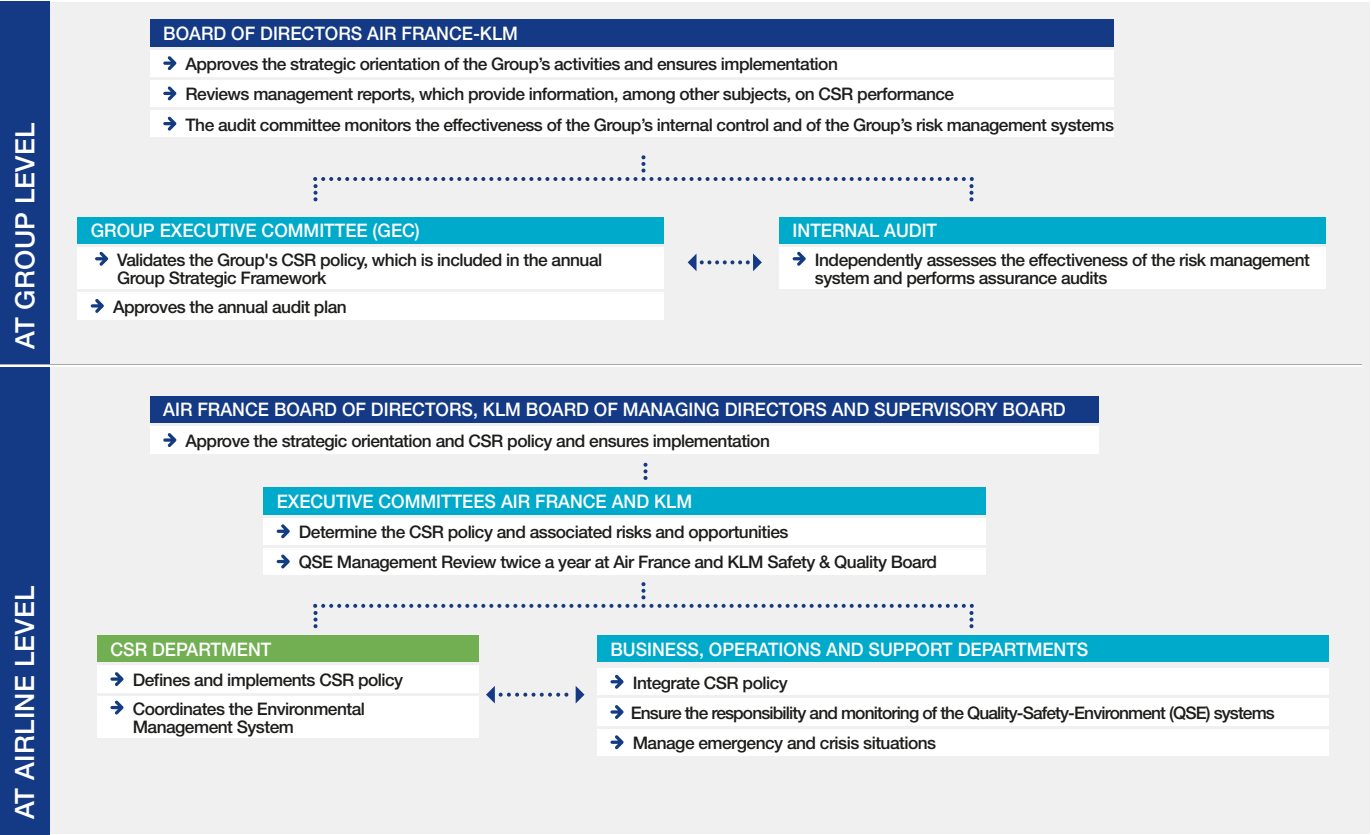 AT GROUP LEVEL
BOARD OF DIRECTORS AIR FRANCE-KLM
➔ Approves the strategic orientation of the Group’s activities and ensures implementation
➔ Reviews management reports, which provide information, among other subjects, on CSR performance
➔ The audit committee monitors the effectiveness of the Group’s internal control and of the Group’s risk management systems
GROUP EXECUTIVE COMMITTEE (GEC)
➔ Validates the Group's CSR policy, which is included in the annual
Group Strategic Framework
➔ Approves the annual audit plan
INTERNAL AUDIT
➔ Independently assesses the effectiveness of the risk management
system and performs assurance audits
AT AIRLINE LEVEL
AIR FRANCE BOARD OF DIRECTORS, KLM BOARD OF MANAGING DIRECTORS AND SUPERVISORY BOARD
➔ Approve the strategic orientation and CSR policy and ensures implementation
EXECUTIVE COMMITTEES AIR FRANCE AND KLM
➔ Determine the CSR policy and associated risks and opportunities
➔ QSE Management Review twice a year at Air France and KLM Safety & Quality Board
CSR DEPARTMENT
➔ Defines and implements CSR policy
➔ Coordinates the Environmental
Management System
BUSINESS, OPERATIONS AND SUPPORT DEPARTMENTS
➔ Integrate CSR policy
➔ Ensure the responsibility and monitoring of the Quality-Safety-Environment (QSE) systems
➔ Manage emergency and crisis situations